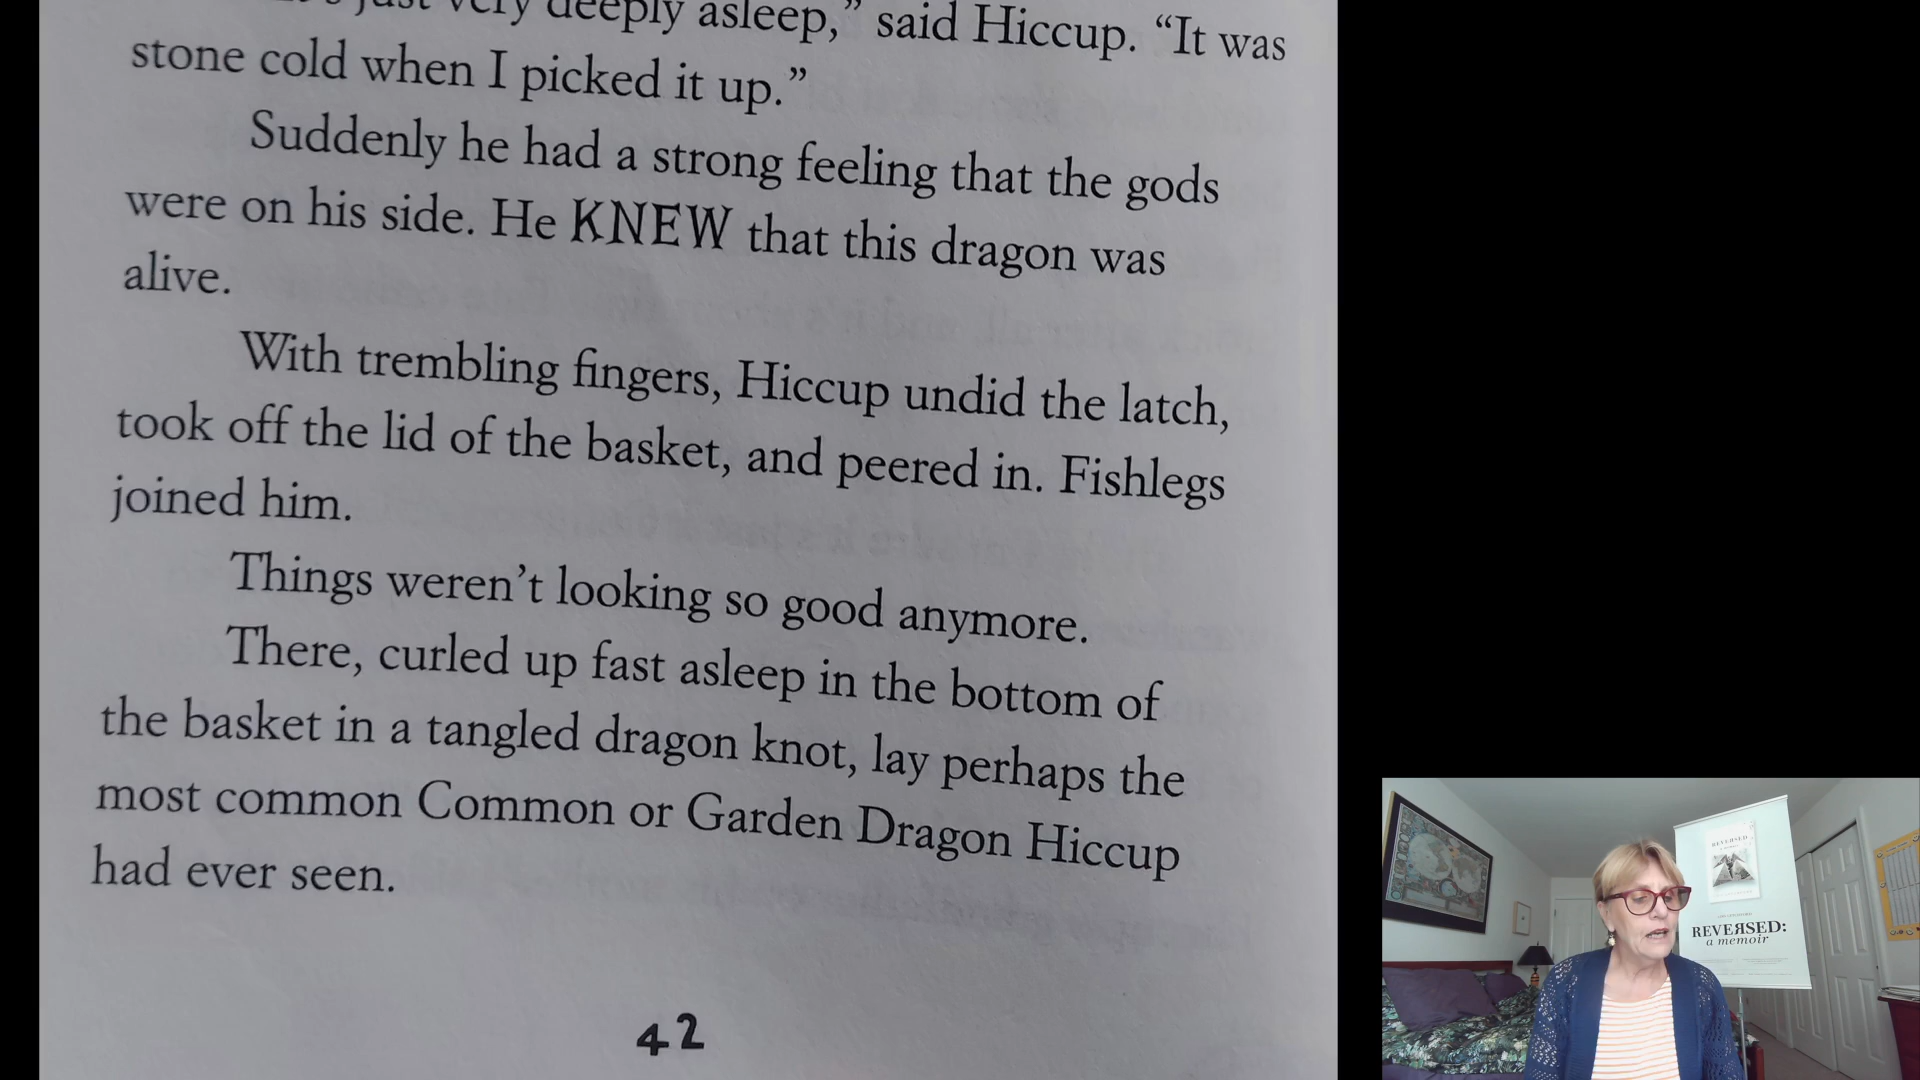 just very deeply asleep,” said Hiccup. “It was
stone cold when I picked it up.”
Suddenly he had a strong feeling that the gods
were on his side. He KNEW that this dragon was
alive.
With trembling fingers, Hiccup undid the latch,
took off the lid of the basket, and peered in. Fishlegs
joined him.
Things weren’t looking so good anymore.
There, curled up fast asleep in the bottom of
the basket in a tangled dragon knot, lay perhaps the
most common Common or Garden Dragon Hiccup
had ever seen.
42
REVERSED
REVEЯSED:
a memoir